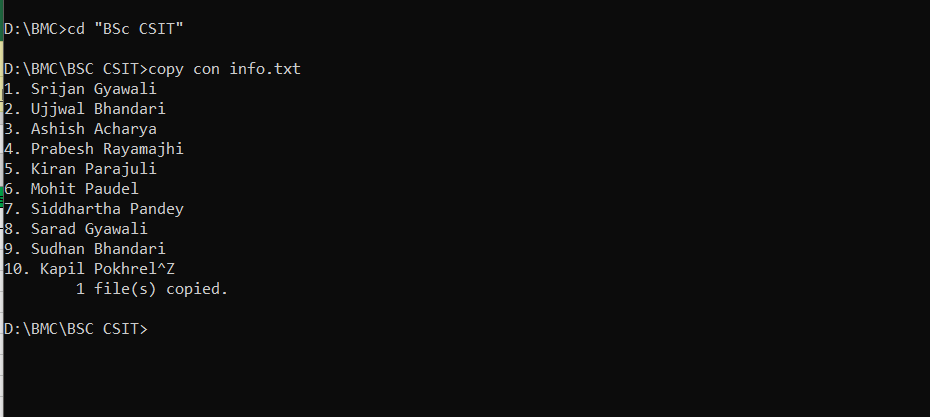 D:\BMC>cd "BSc CSIT"
D:\BMC\BSC CSIT>copy con info.txt
1. Srijan Gyawali
2. Ujjwal Bhandari
3. Ashish Acharya
4. Prabesh Rayamajhi
5. Kiran Parajuli
6. Mohit Paudel
7. Siddhartha Pandey
8. Sarad Gyawali
9. Sudhan Bhandari
10. Kapil Pokhrel^Z
1 file(s) copied.
D:\BMC\BSC CSIT>